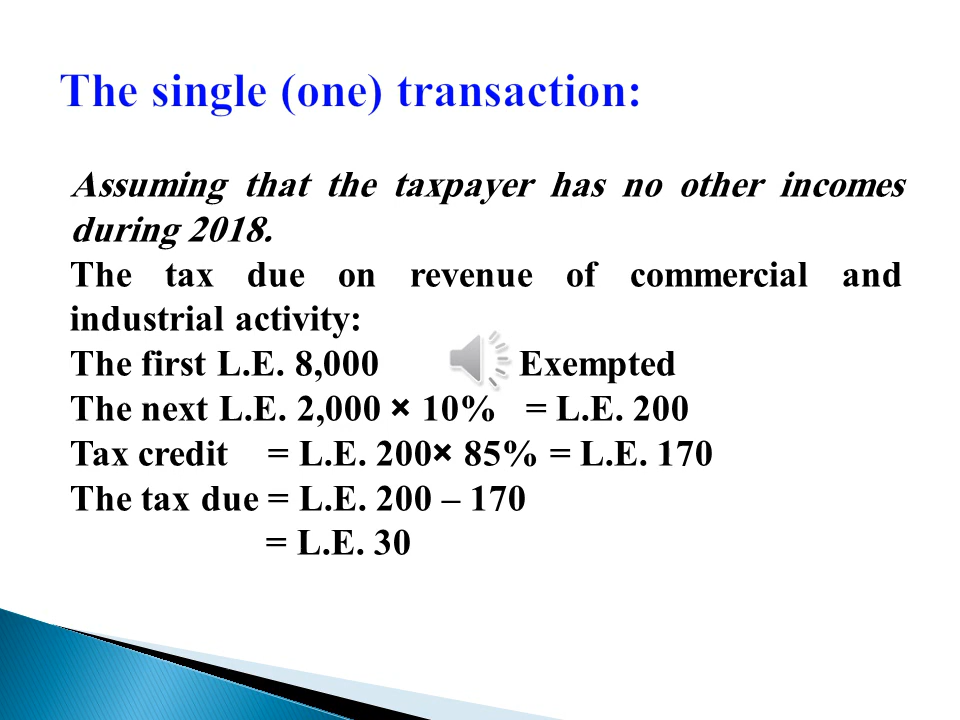 The single (one) transaction:
Assuming that the taxpayer has no other incomes
during 2018.
The tax due on revenue of commercial and
industrial activity:
The first L.E. 8,000 Exempted
The next L.E. 2,000 × 10% = L.E. 200
Tax credit = L.E. 200× 85% = L.E. 170
The tax due = L.E. 200 – 170
= L.E. 30